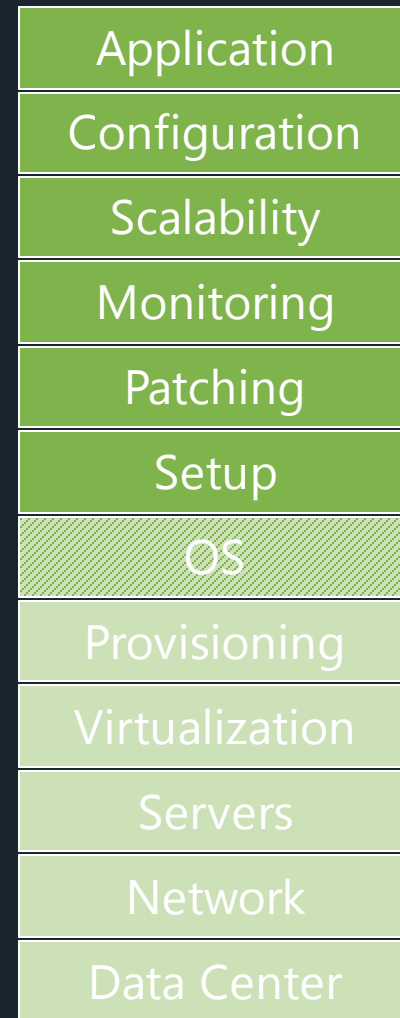 Application
Configuration
Scalability
Monitoring
Patching
Setup
OS
Provisioning
Virtualization
Servers
Network
Data Center